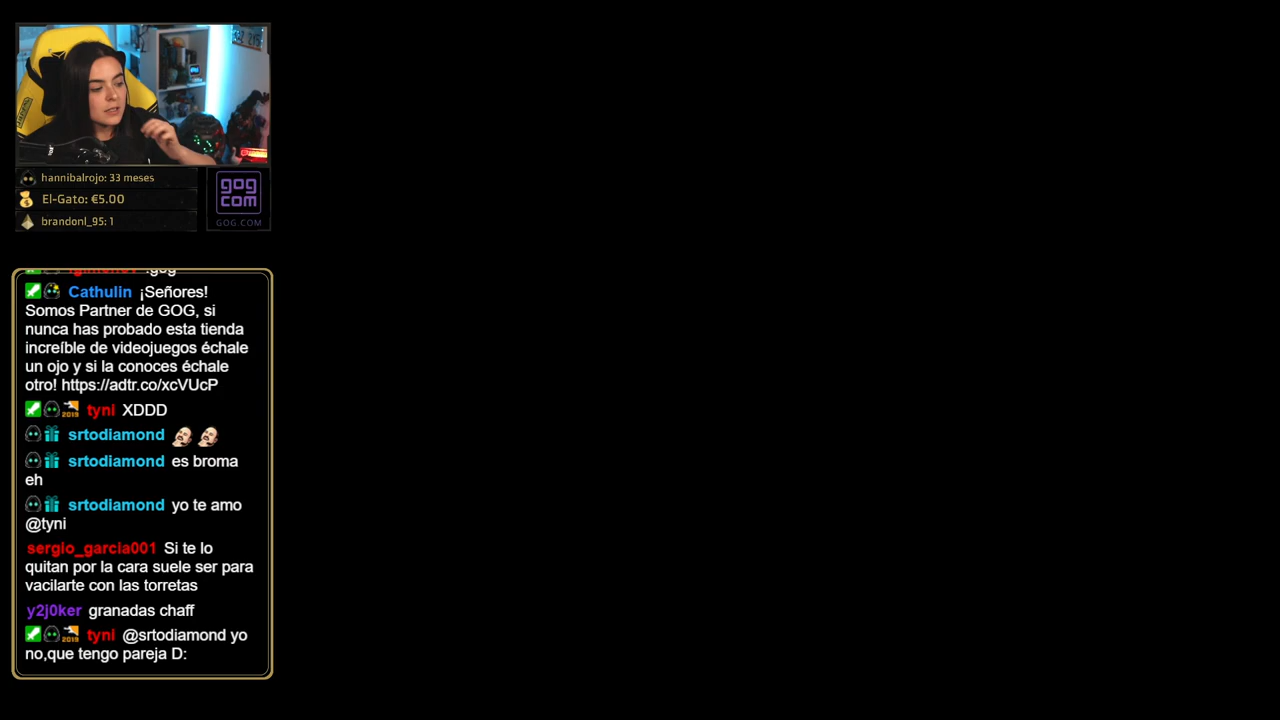 hannibalrojo: 33 meses
El-Gato: €5.00
brandonl_95: 1
gog
com
GOG.COM
Cathulin ¡Señores!
Somos Partner de GOG, si
nunca has probado esta tienda
increíble de videojuegos échale
un ojo y si la conoces échale
otro! https://adtr.co/xcVUcP
2019 tyni XDDD
srtodiamond
srtodiamond es broma
eh
srtodiamond yo te amo
@tyni
sergio_garcia001 Si te lo
quitan por la cara suele ser para
vacilarte con las torretas
y2j0ker granadas chaff
2019 tyni @srtodiamond yo
no,que tengo pareja D: